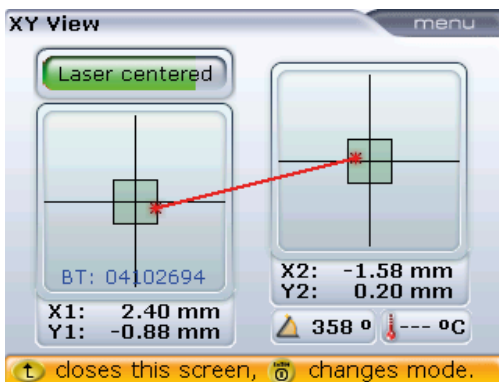 XY View
menu
Laser centered
BT: 04102694
X1: 2.40 mm
Y1: -0.88 mm
X2: -1.58 mm
Y2: 0.20 mm
358 º
--- ºC
closes this screen, changes mode.